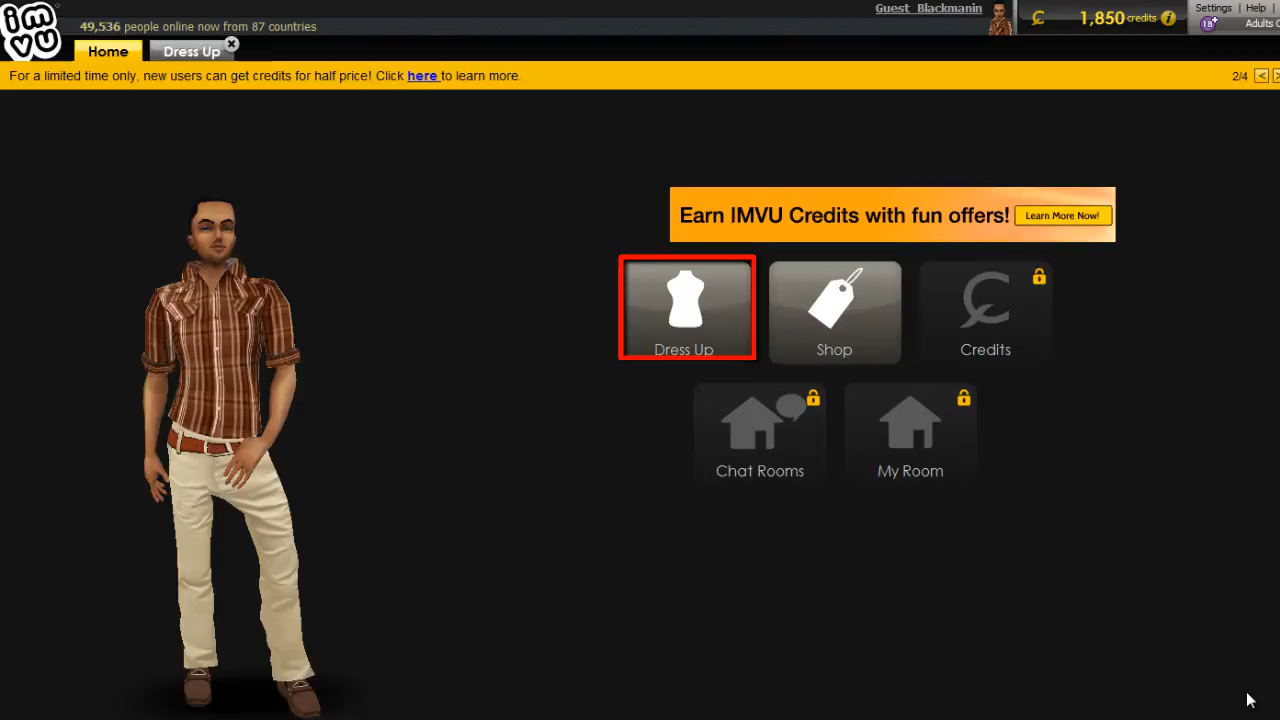 imvu
49,536 people online now from 87 countries
Guest_Blackmanin
1,850 credits
Settings | Help |
18+ Adults
Home
Dress Up
For a limited time only, new users can get credits for half price! Click here to learn more.
2/4 < >
Earn IMVU Credits with fun offers! Learn More Now!
Dress Up
Shop
Credits
Chat Rooms
My Room